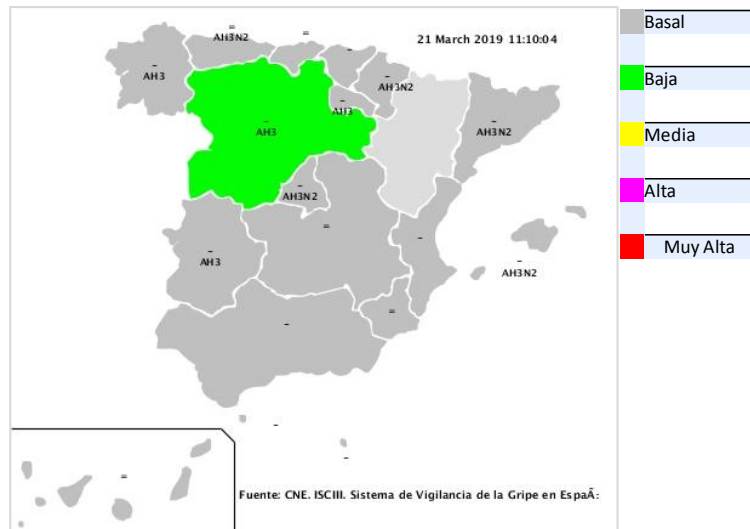 =
AH3N2
=
–
21 March 2019 11:10:04
–
AH3
–
AH3N2
–
AH3
–
AH3
–
AH3N2
–
AH3N2
=
–
AH3
–
–
AH3N2
=
–
–
–
=
Fuente: CNE. ISCIII. Sistema de Vigilancia de la Gripe en EspaÃ:
Basal
Baja
Media
Alta
Muy Alta